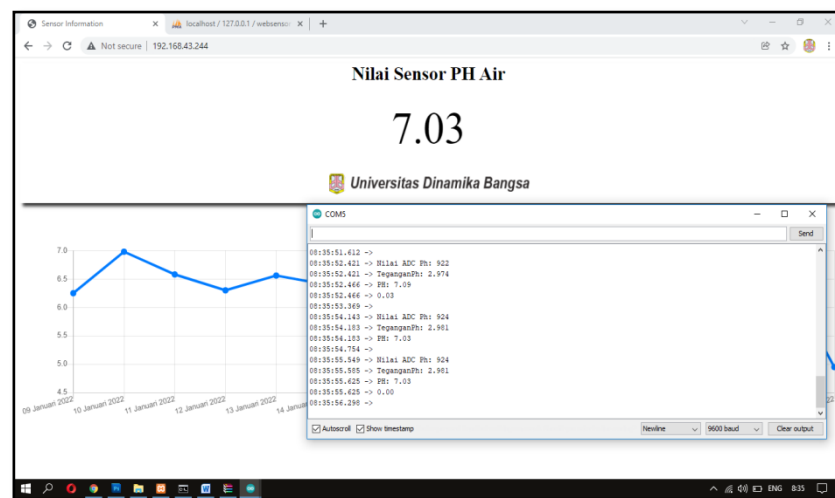 Sensor Information
localhost / 127.0.0.1 / websenso
Not secure | 192.168.43.244
Nilai Sensor PH Air
7.03
Universitas Dinamika Bangsa
7.0
6.5
6.0
5.5
5.0
4.5
09 Januari 2022
10 Januari 2022
11 Januari 2022
12 Januari 2022
13 Januari 2022
14 Janua
22
COM5
Send
08:35:51.612 ->
08:35:52.421 -> Nilai ADC Ph: 922
08:35:52.421 -> TeganganPh: 2.974
08:35:52.466 -> PH: 7.09
08:35:52.466 -> 0.03
08:35:53.369 ->
08:35:54.143 -> Nilai ADC Ph: 924
08:35:54.183 -> TeganganPh: 2.981
08:35:54.183 -> PH: 7.03
08:35:54.754 ->
08:35:55.549 -> Nilai ADC Ph: 924
08:35:55.585 -> TeganganPh: 2.981
08:35:55.625 -> PH: 7.03
08:35:55.625 -> 0.00
08:35:56.298 ->
Autoscroll Show timestamp Newline 9600 baud Clear output
ENG 8:35